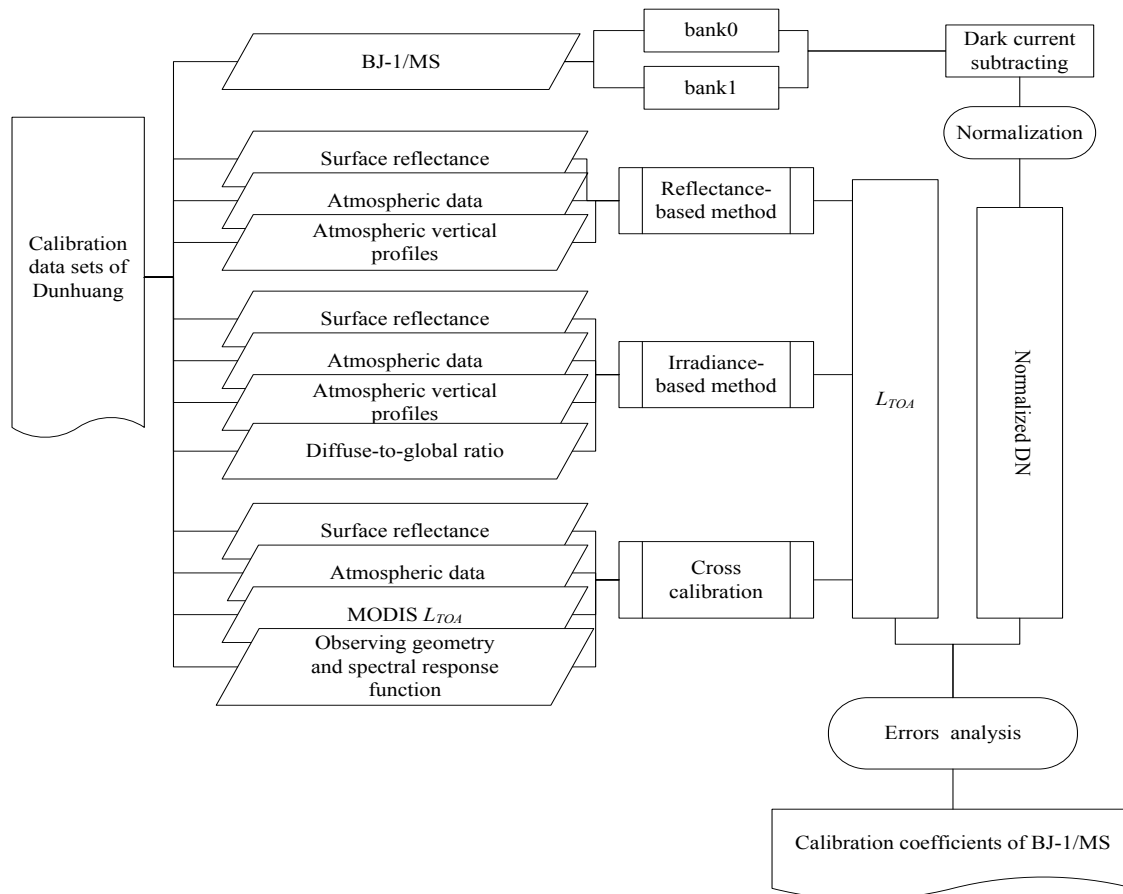 BJ-1/MS
bank0
bank1
Dark current
subtracting
Normalization
Calibration
data sets of
Dunhuang
Surface reflectance
Atmospheric data
Atmospheric vertical
profiles
Reflectance-
based method
Surface reflectance
Atmospheric data
Atmospheric vertical
profiles
Diffuse-to-global ratio
Irradiance-
based method
Surface reflectance
Atmospheric data
MODIS L_TOA
Observing geometry
and spectral response
function
Cross
calibration
L_TOA
Normalized DN
Errors analysis
Calibration coefficients of BJ-1/MS